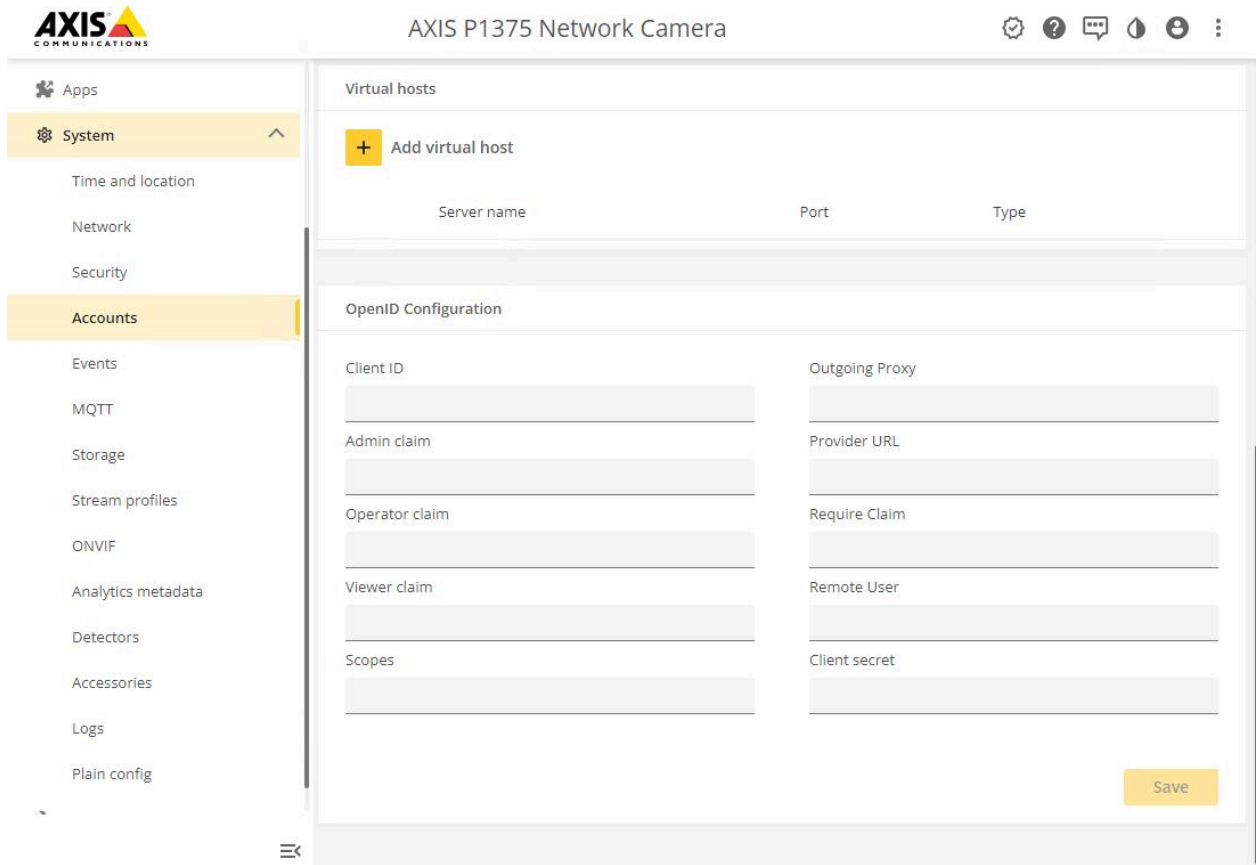 AXIS
COMMUNICATIONS
AXIS P1375 Network Camera
Apps
System
Time and location
Network
Security
Accounts
Events
MQTT
Storage
Stream profiles
ONVIF
Analytics metadata
Detectors
Accessories
Logs
Plain config
Virtual hosts
+ Add virtual host
Server name Port Type
OpenID Configuration
Client ID Outgoing Proxy
Admin claim Provider URL
Operator claim Require Claim
Viewer claim Remote User
Scopes Client secret
Save